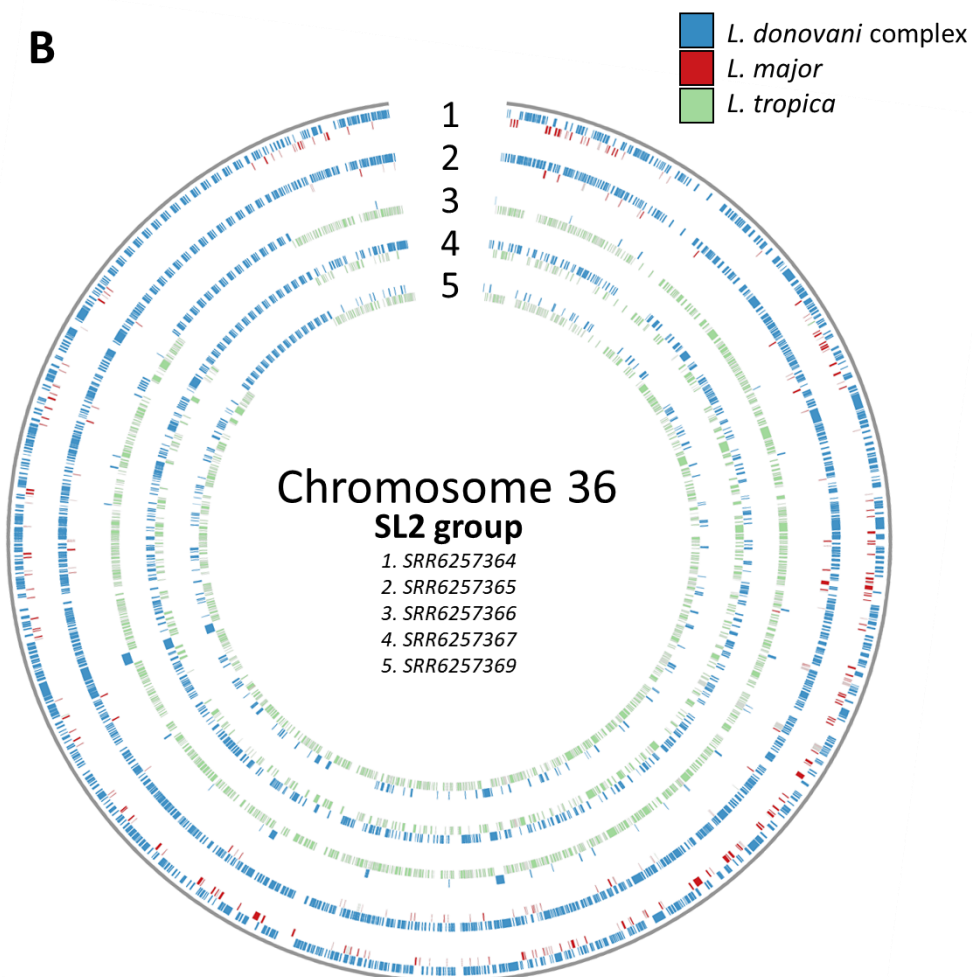 B
L. donovani complex
L. major
L. tropica
1
2
3
4
5
Chromosome 36
SL2 group
1. SRR6257364
2. SRR6257365
3. SRR6257366
4. SRR6257367
5. SRR6257369